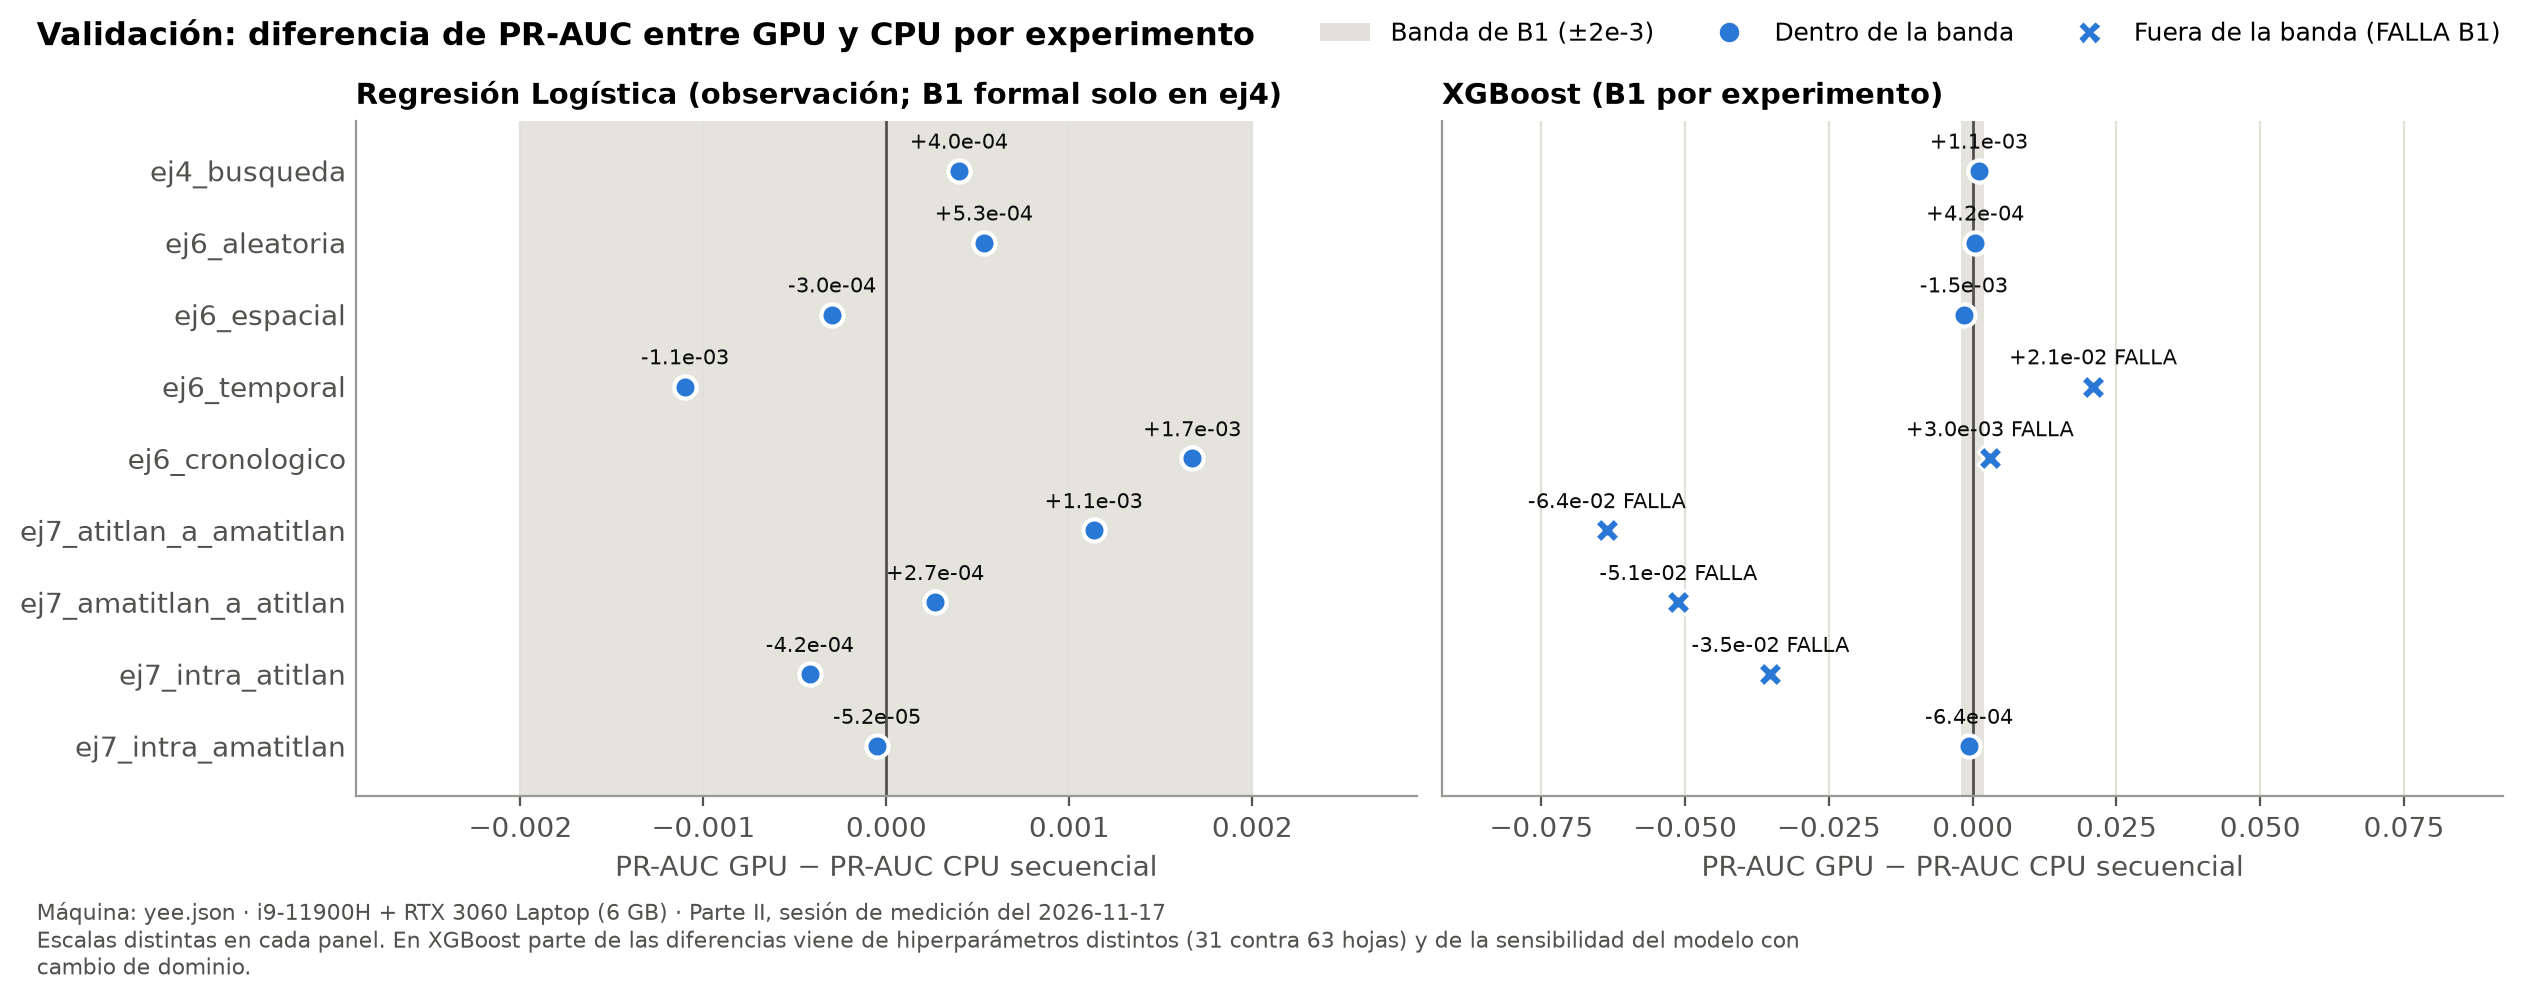 Validación: diferencia de PR-AUC entre GPU y CPU por experimento
Banda de B1 (±2e-3)
Dentro de la banda
Fuera de la banda (FALLA B1)
Regresión Logística (observación; B1 formal solo en ej4)
ej4_busqueda
ej6_aleatoria
ej6_espacial
ej6_temporal
ej6_cronologico
ej7_atitlan_a_amatitlan
ej7_amatitlan_a_atitlan
ej7_intra_atitlan
ej7_intra_amatitlan
+4.0e-04
+5.3e-04
-3.0e-04
-1.1e-03
+1.7e-03
+1.1e-03
+2.7e-04
-4.2e-04
-5.2e-05
−0.002 −0.001 0.000 0.001 0.002
PR-AUC GPU − PR-AUC CPU secuencial
XGBoost (B1 por experimento)
+1.1e-03
+4.2e-04
-1.5e-03
+2.1e-02 FALLA
+3.0e-03 FALLA
-6.4e-02 FALLA
-5.1e-02 FALLA
-3.5e-02 FALLA
-6.4e-04
−0.075 −0.050 −0.025 0.000 0.025 0.050 0.075
PR-AUC GPU − PR-AUC CPU secuencial
Máquina: yee.json · i9-11900H + RTX 3060 Laptop (6 GB) · Parte II, sesión de medición del 2026-11-17
Escalas distintas en cada panel. En XGBoost parte de las diferencias viene de hiperparámetros distintos (31 contra 63 hojas) y de la sensibilidad del modelo con
cambio de dominio.